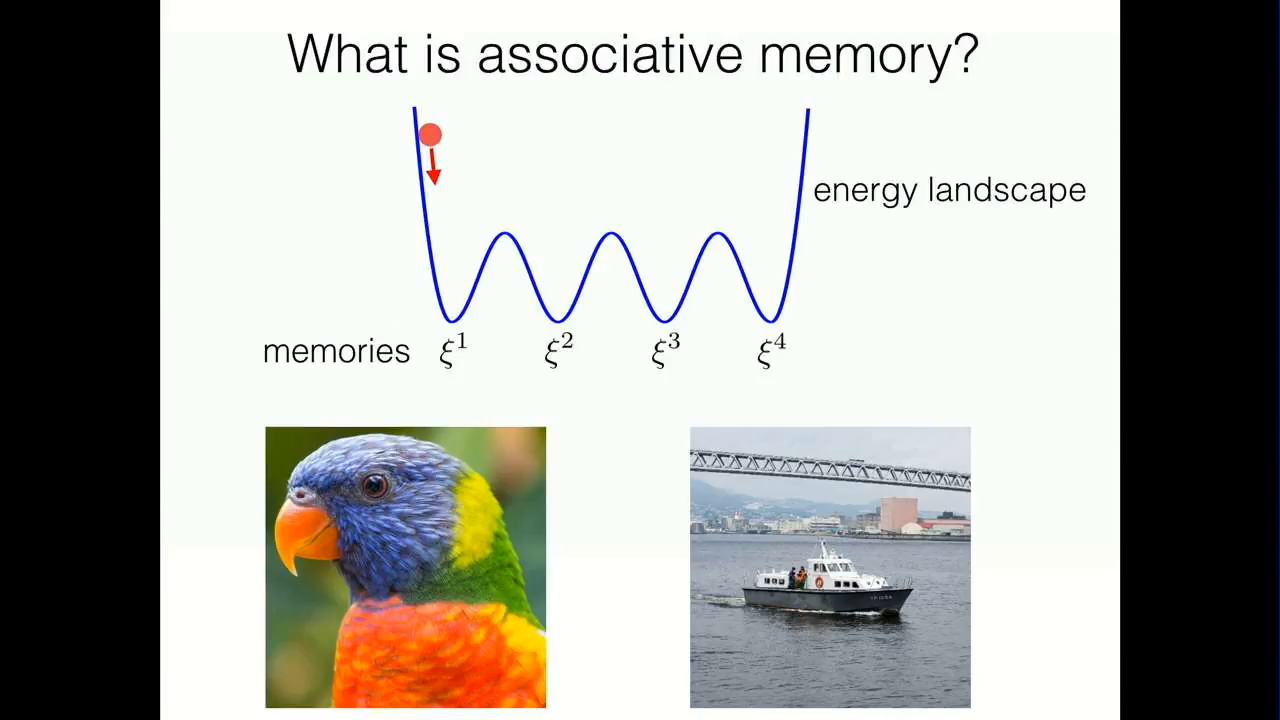 What is associative memory?
energy landscape
memories ξ¹ ξ² ξ³ ξ⁴